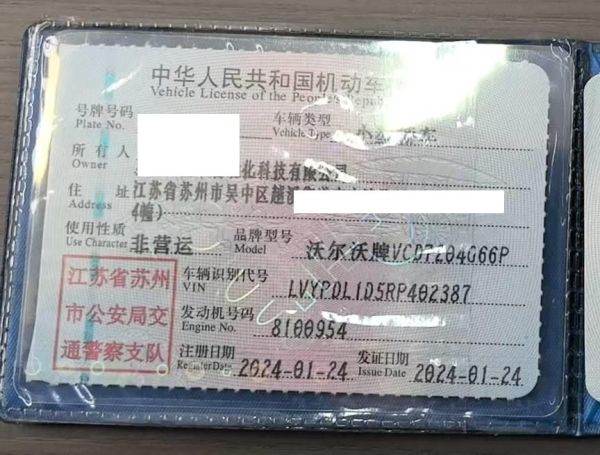 中华人民共和国机动车
Vehicle License of the People's Repub
号牌号码
Plate No.
车辆类型
Vehicle Type
所有人
Owner
化科技有限公司
住址
Address
江苏省苏州市吴中区越溪
(4幢)
使用性质
Use Character
非营运
品牌型号
Model
沃尔沃牌VCD7204G66P
江苏省苏州
市公安局交
通警察支队
车辆识别代号
VIN
LVYPDL1D5RP402387
发动机号码
Engine No.
8100954
注册日期
Register Date
2024-01-24
发证日期
Issue Date
2024-01-24